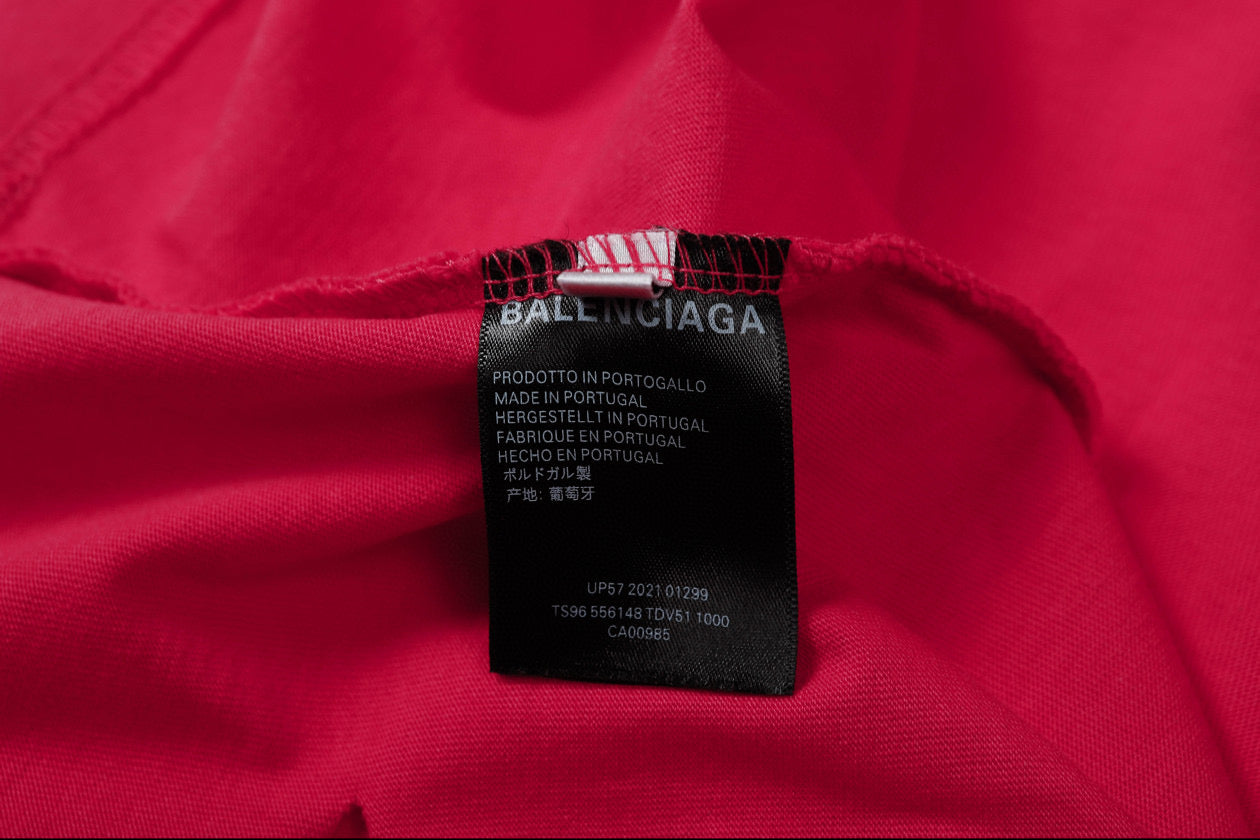 BALENCIAGA
PRODOTTO IN PORTOGALLO
MADE IN PORTUGAL
HERGESTELLT IN PORTUGAL
FABRIQUE EN PORTUGAL
HECHO EN PORTUGAL
ポルドガル製
产地: 葡萄牙
UP57 2021 01299
TS96 556148 TDV51 1000
CA00985